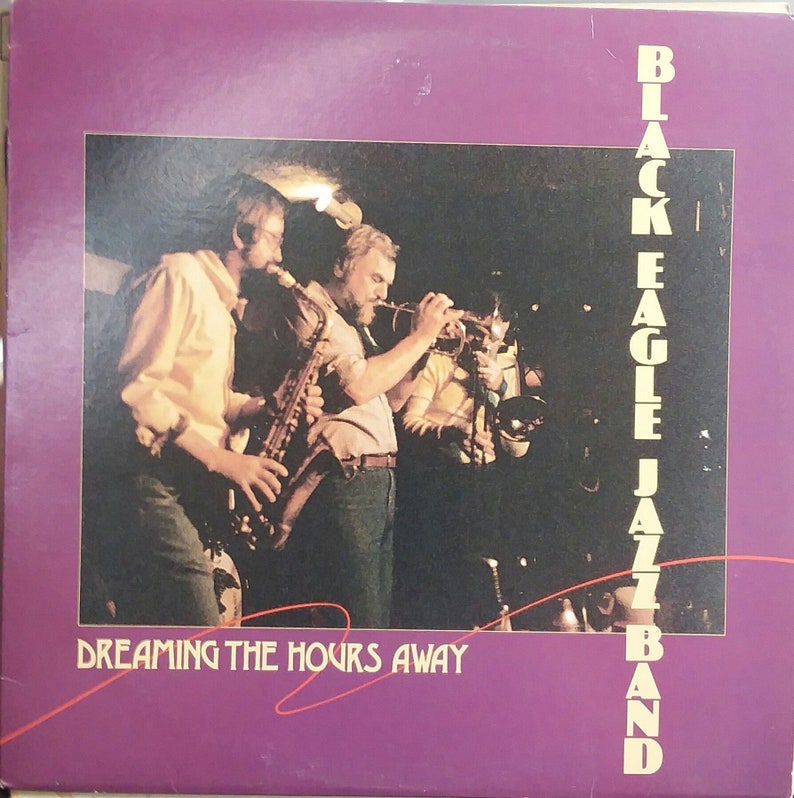 BLACK EAGLE JAZZ BAND
DREAMING THE HOURS AWAY